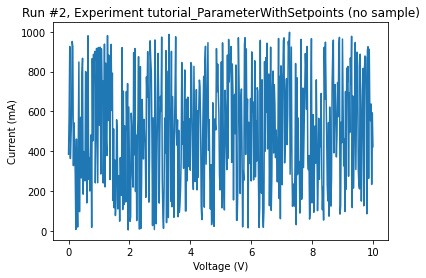 Run #2, Experiment tutorial_ParameterWithSetpoints (no sample)
1000
800
600
400
200
0
Current (mA)
0 2 4 6 8 10
Voltage (V)